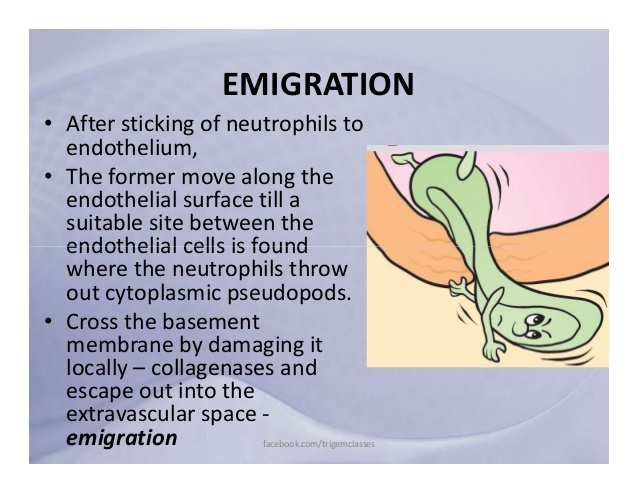 EMIGRATION
• After sticking of neutrophils to
endothelium,
• The former move along the
endothelial surface till a
suitable site between the
endothelial cells is found
where the neutrophils throw
out cytoplasmic pseudopods.
• Cross the basement
membrane by damaging it
locally – collagenases and
escape out into the
extravascular space -
emigration
facebook.com/trigemclasses